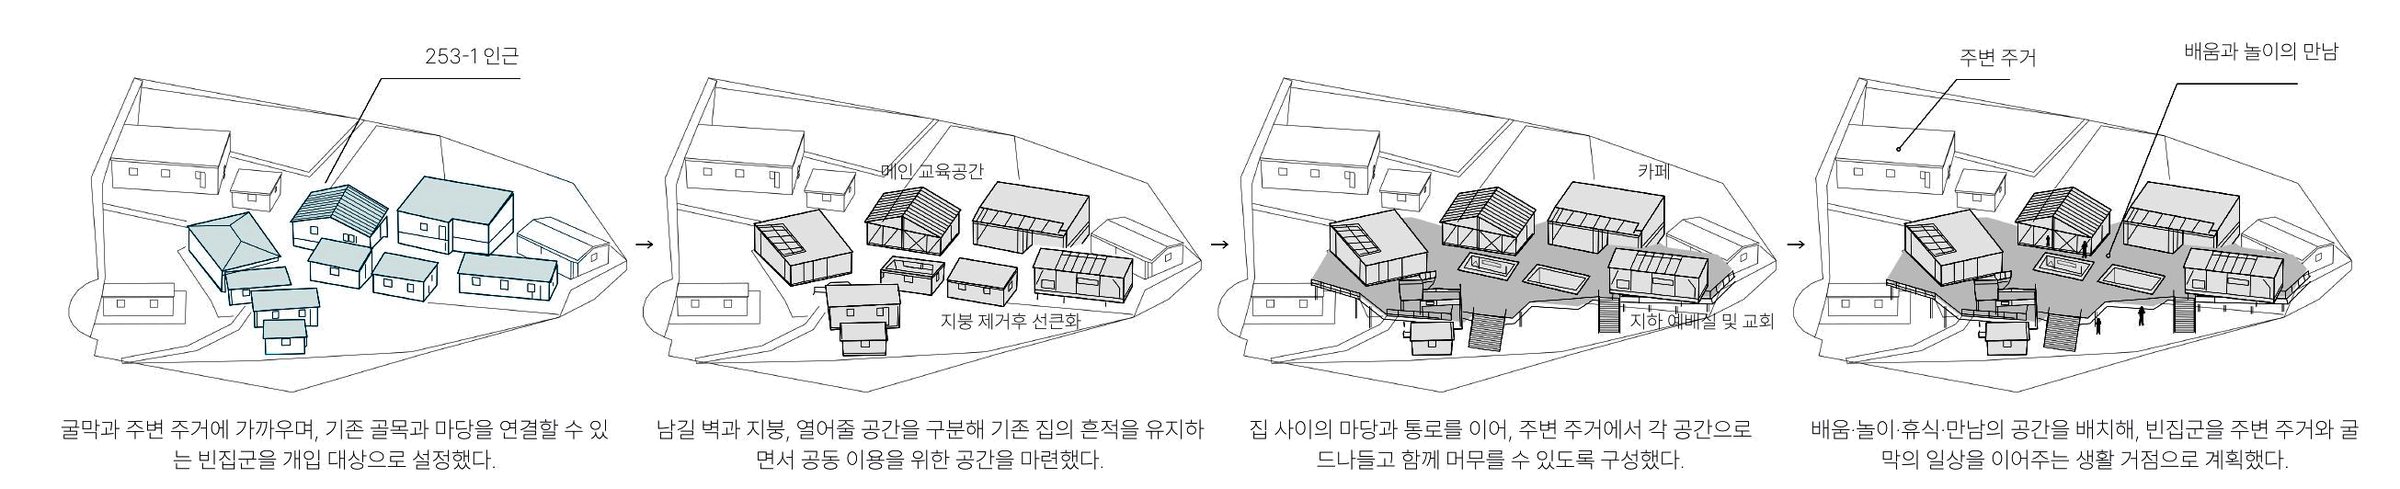 253-1 인근
굴막과 주변 주거에 가까우며, 기존 골목과 마당을 연결할 수 있
는 빈집군을 개입 대상으로 설정했다.
메인 교육공간
지붕 제거후 선큰화
남길 벽과 지붕, 열어줄 공간을 구분해 기존 집의 흔적을 유지하
면서 공동 이용을 위한 공간을 마련했다.
카페
지하 예배실 및 교회
집 사이의 마당과 통로를 이어, 주변 주거에서 각 공간으로
드나들고 함께 머무를 수 있도록 구성했다.
주변 주거
배움과 놀이의 만남
배움·놀이·휴식·만남의 공간을 배치해, 빈집군을 주변 주거와 굴
막의 일상을 이어주는 생활 거점으로 계획했다.